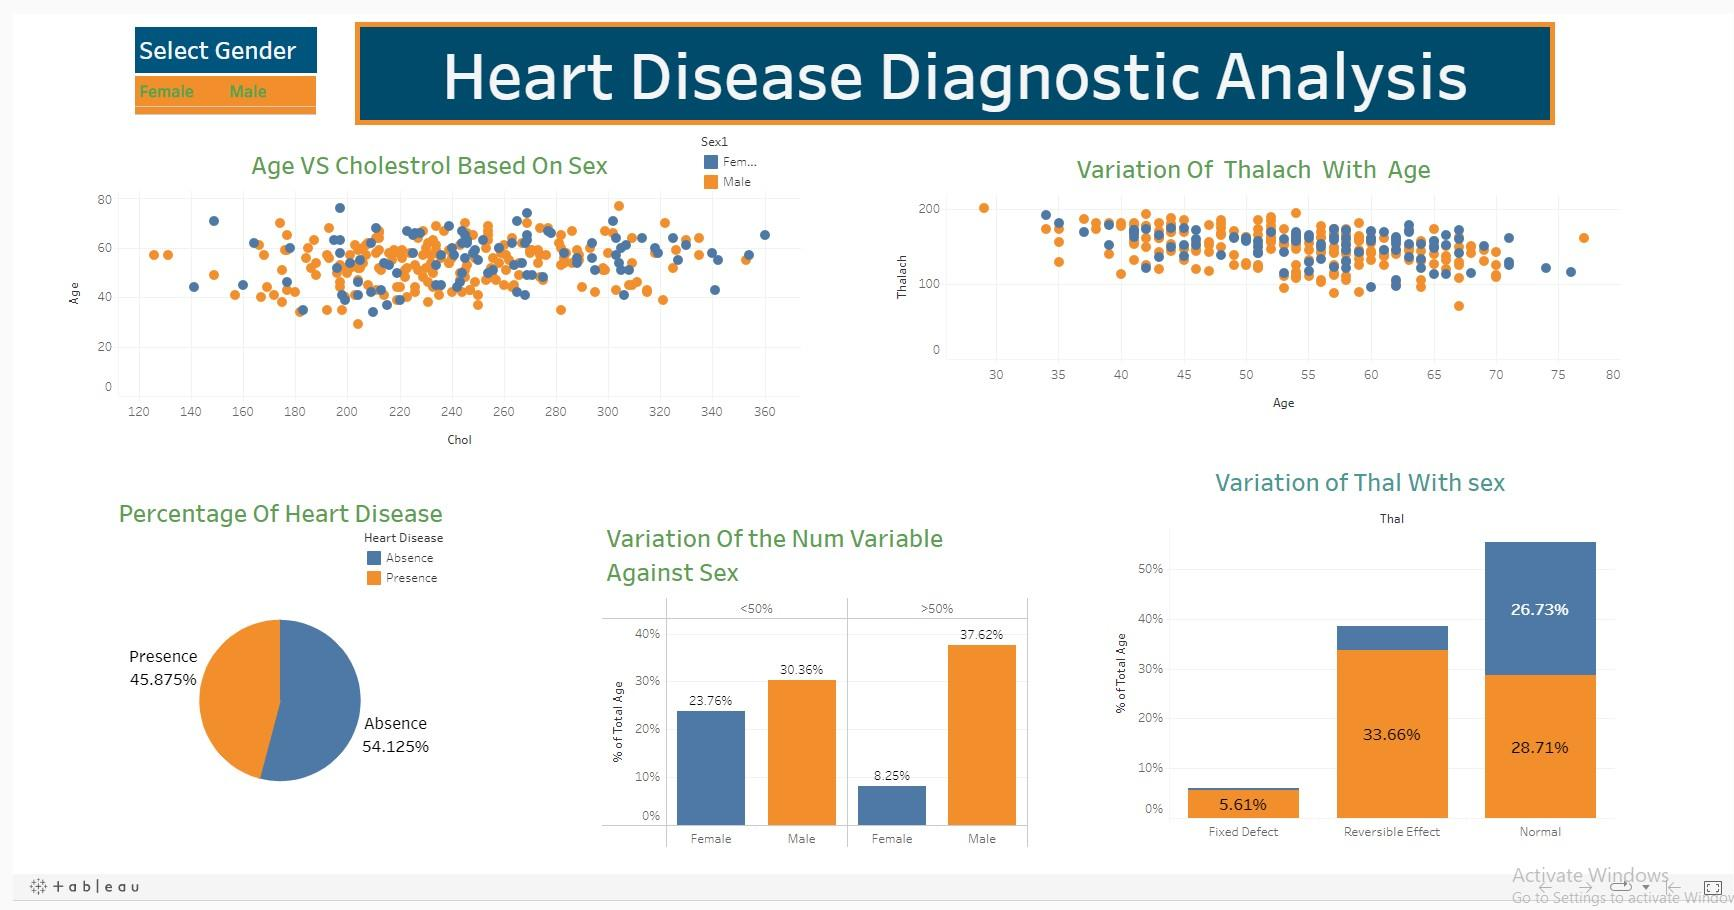 Select Gender
Female Male
Heart Disease Diagnostic Analysis
Age VS Cholestrol Based On Sex
Sex1
Fem...
Male
80
60
40
20
0
Age
120 140 160 180 200 220 240 260 280 300 320 340 360
Chol
Variation Of Thalach With Age
200
100
0
Thalach
30 35 40 45 50 55 60 65 70 75 80
Age
Percentage Of Heart Disease
Heart Disease
Absence
Presence
Presence
45.875%
Absence
54.125%
Variation Of the Num Variable
Against Sex
<50% >50%
40%
30%
20%
10%
0%
% of Total Age
23.76%
30.36%
8.25%
37.62%
Female Male Female Male
Variation of Thal With sex
Thal
50%
40%
30%
20%
10%
0%
% of Total Age
5.61%
33.66%
26.73%
28.71%
Fixed Defect Reversible Effect Normal
+ a b | e a u
Activate Windows
Go to Settings to activate Window